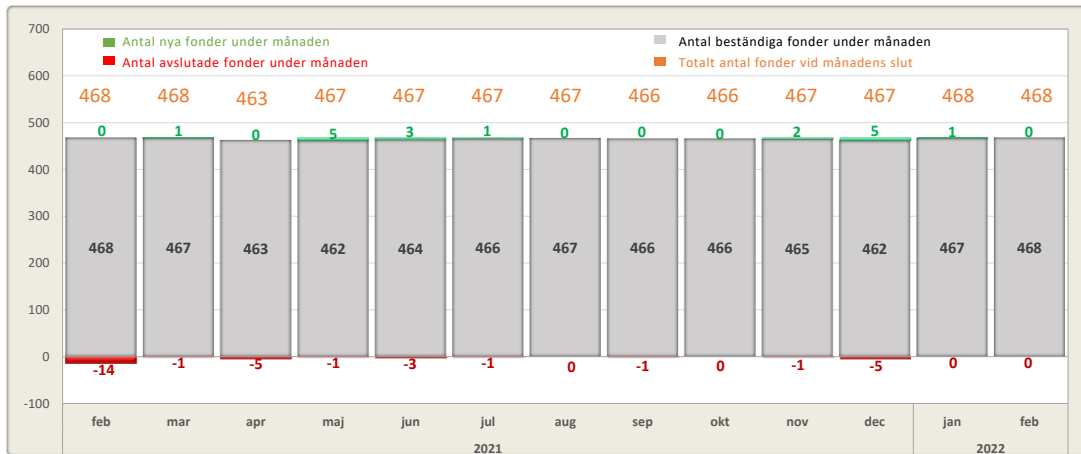 700
Antal nya fonder under månaden Antal beständiga fonder under månaden
Antal avslutade fonder under månaden Totalt antal fonder vid månadens slut
600
468 468 463 467 467 467 467 466 466 467 467 468 468
500
0 1 0 5 3 1 0 0 0 2 5 1 0
400
300
468 467 463 462 464 466 467 466 466 465 462 467 468
200
100
0
-14 -1 -5 -1 -3 -1 0 -1 0 -1 -5 0 0
-100
feb mar apr maj jun jul aug sep okt nov dec jan feb
2021 2022